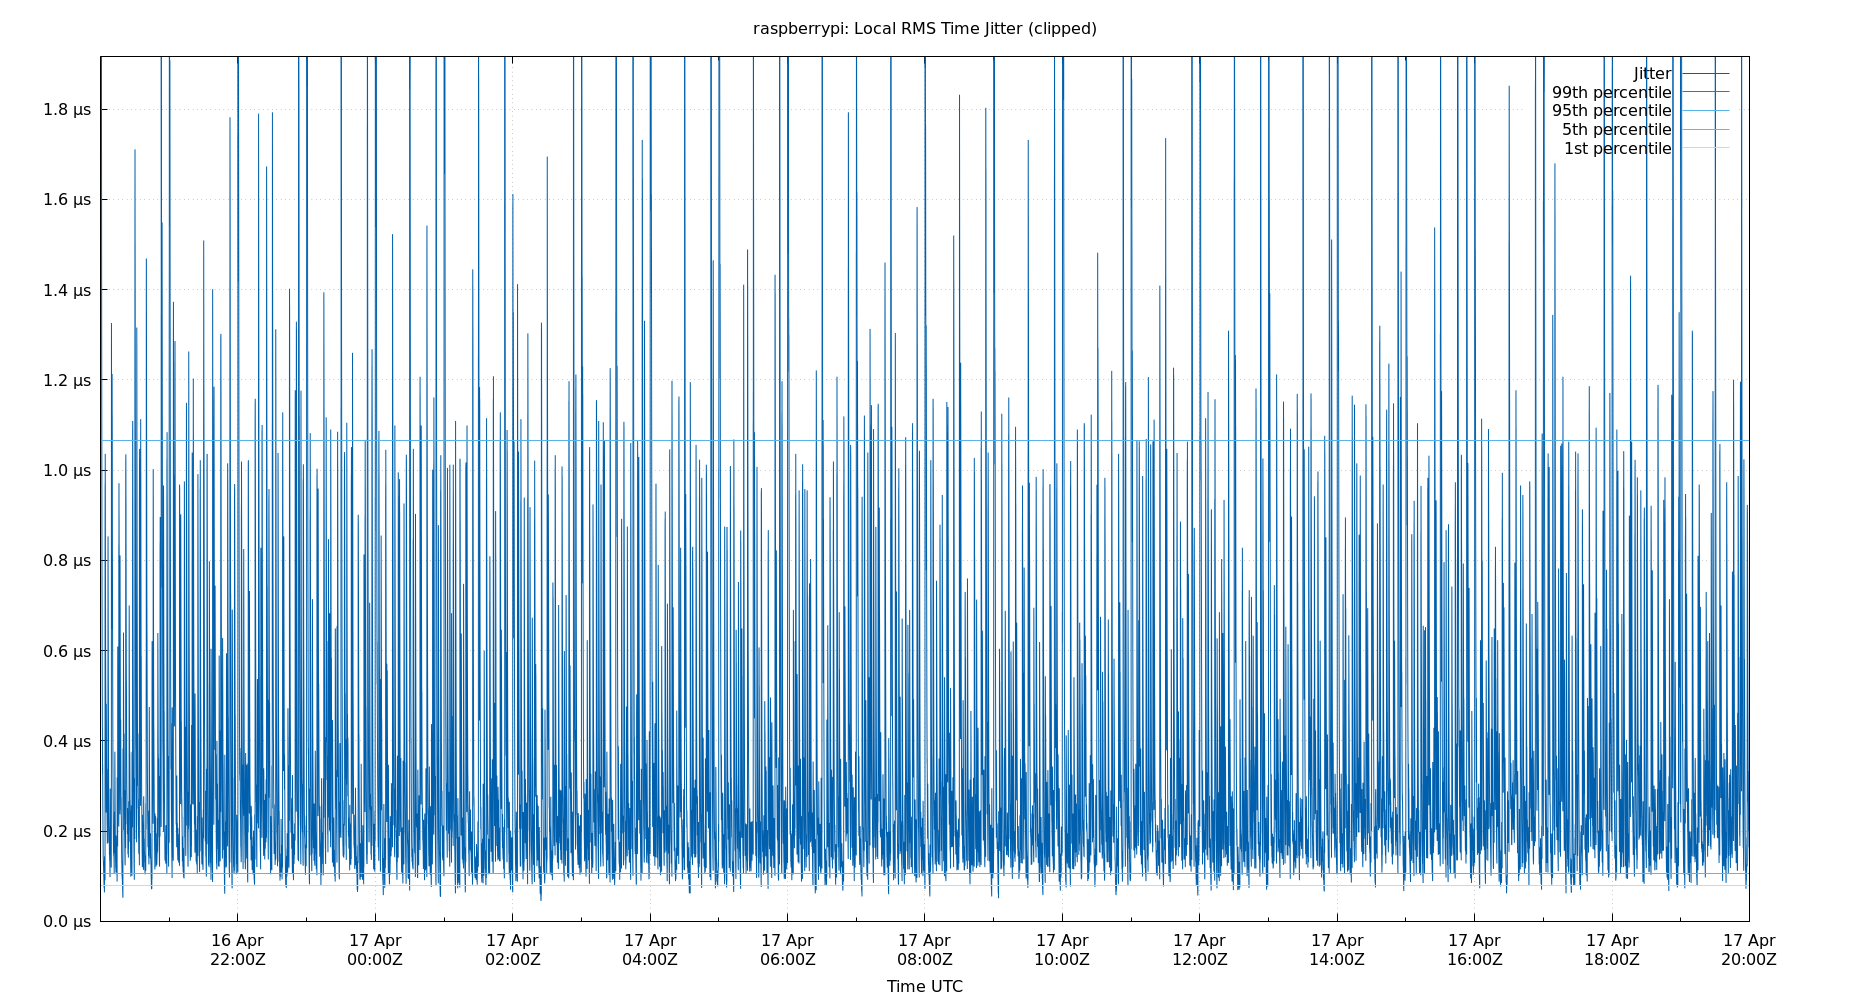 raspberrypi: Local RMS Time Jitter (clipped)
Jitter
99th percentile
95th percentile
5th percentile
1st percentile
1.8 µs
1.6 µs
1.4 µs
1.2 µs
1.0 µs
0.8 µs
0.6 µs
0.4 µs
0.2 µs
0.0 µs
16 Apr 17 Apr 17 Apr 17 Apr 17 Apr 17 Apr 17 Apr 17 Apr 17 Apr 17 Apr 17 Apr 17 Apr
22:00Z 00:00Z 02:00Z 04:00Z 06:00Z 08:00Z 10:00Z 12:00Z 14:00Z 16:00Z 18:00Z 20:00Z
Time UTC